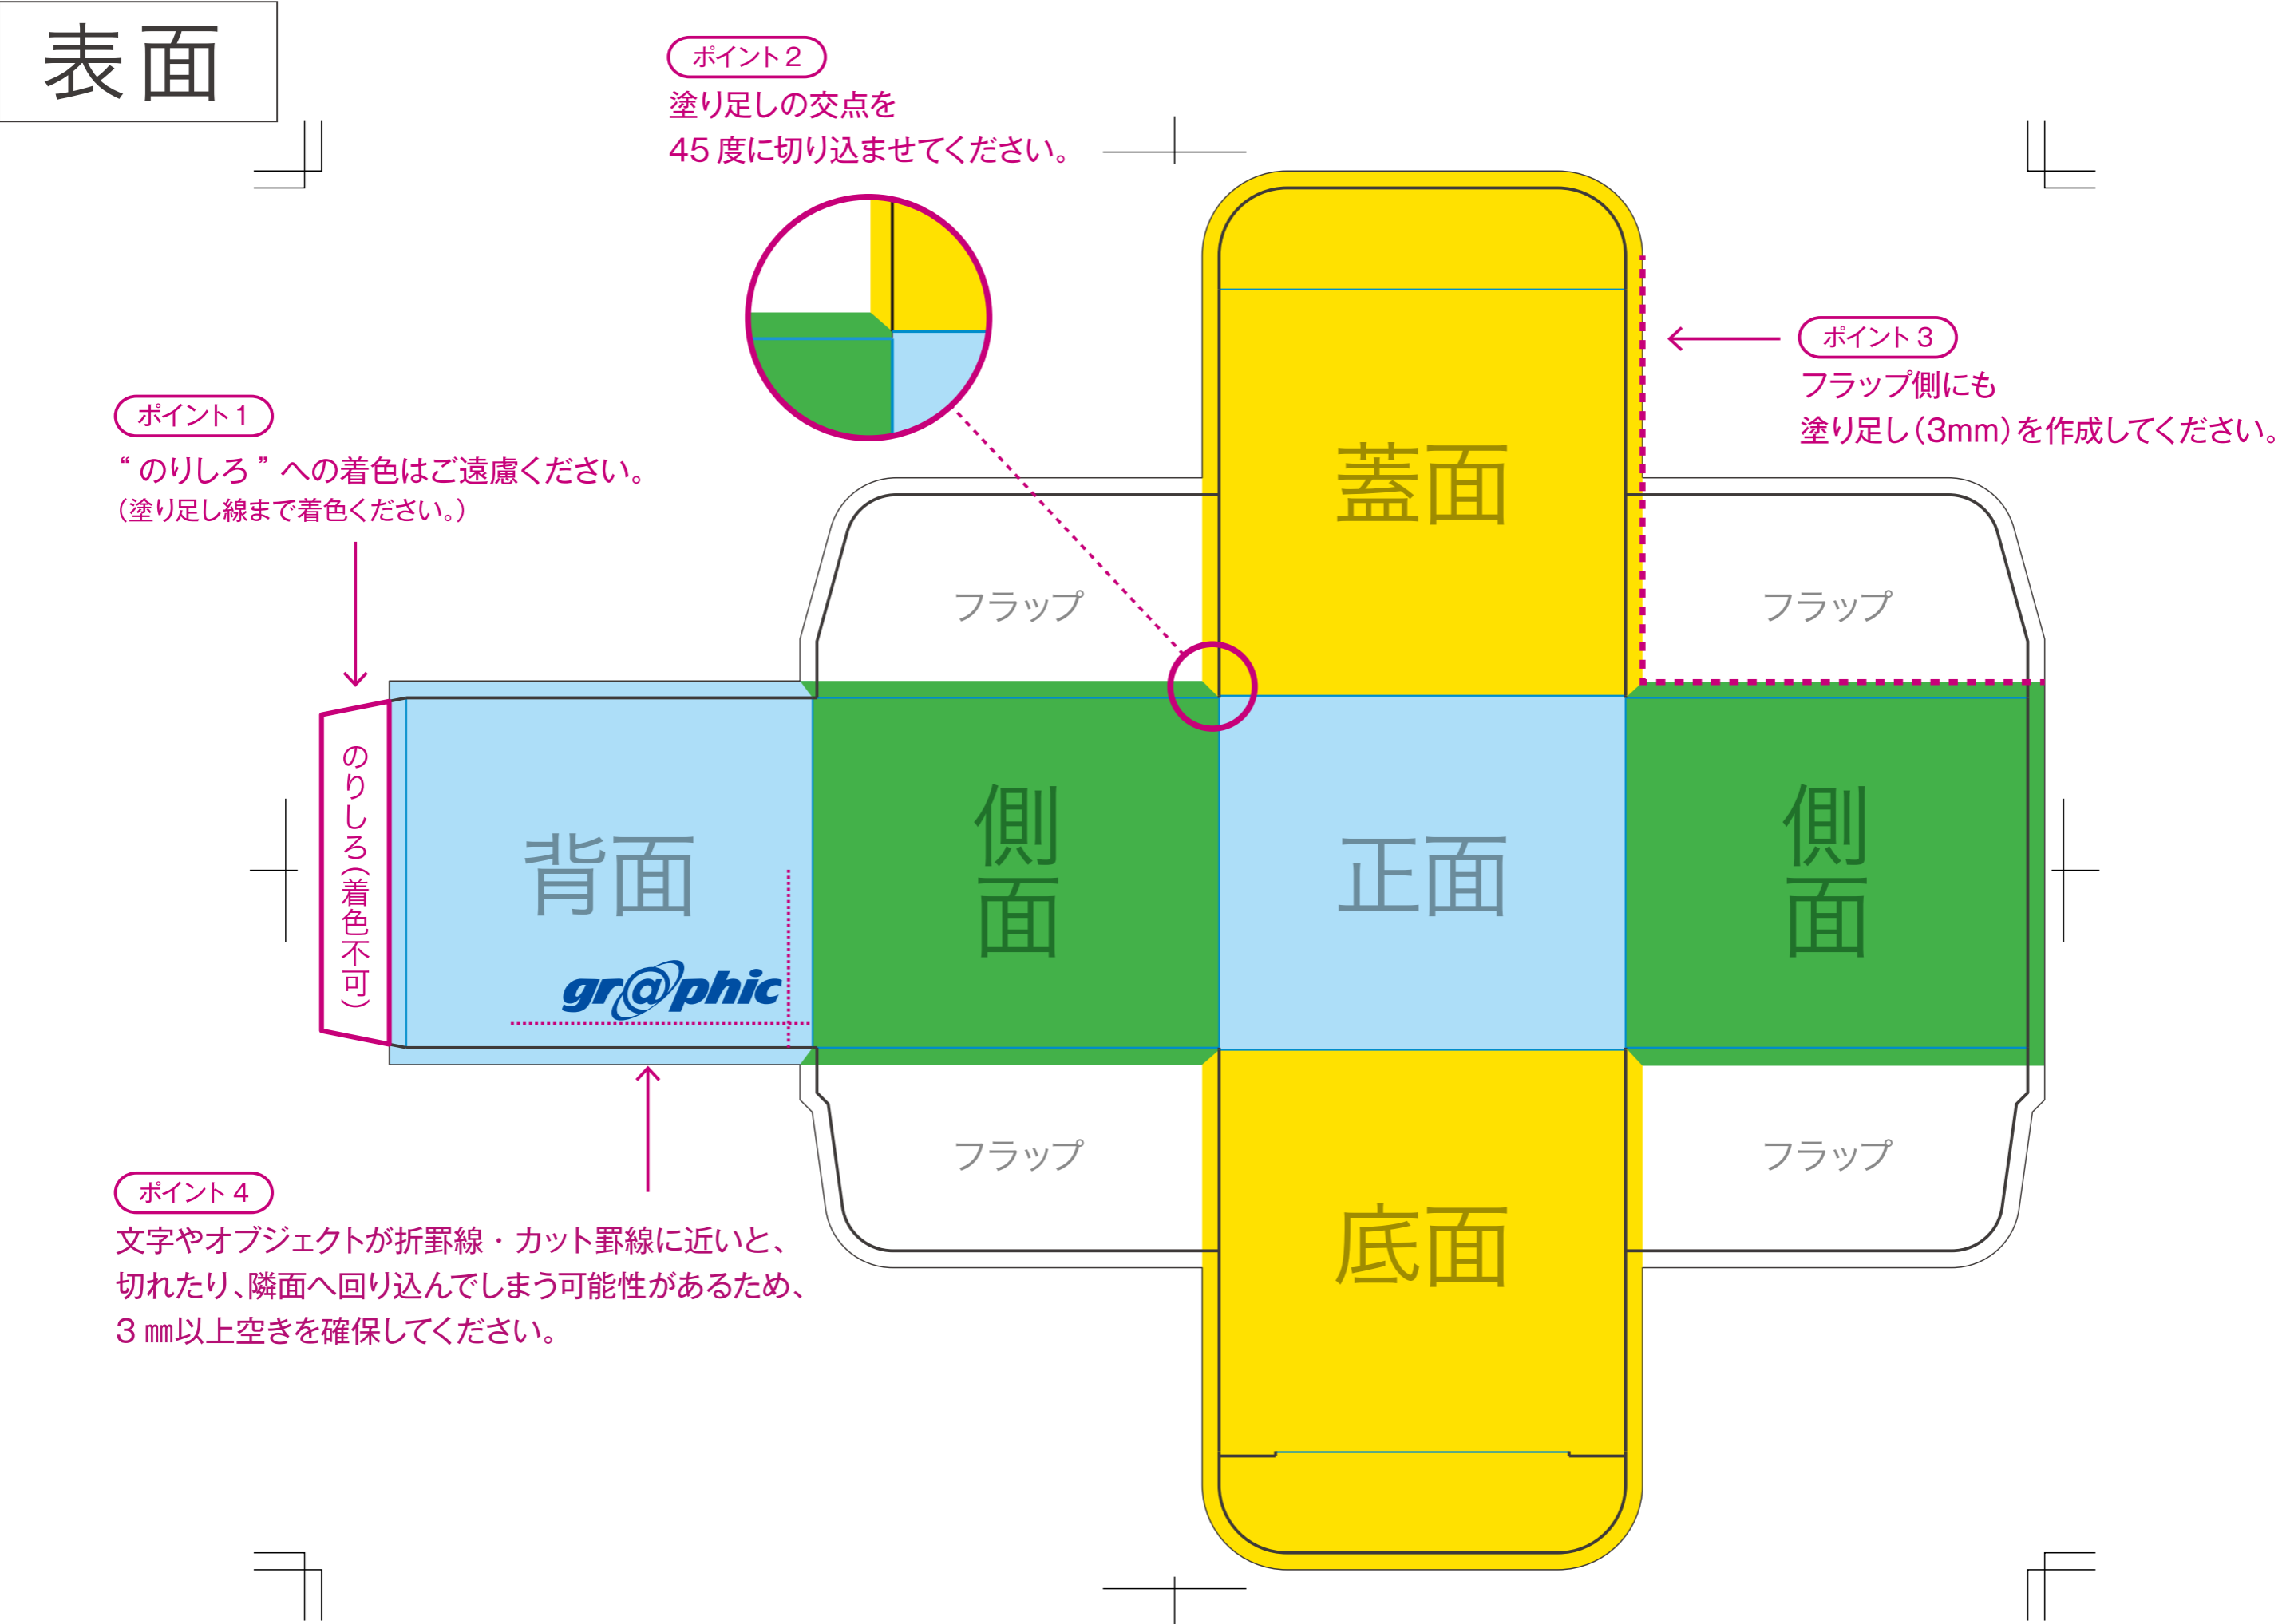 表面
ポイント2
塗り足しの交点を
45度に切り込ませてください。
ポイント3
フラップ側にも
塗り足し（3mm）を作成してください。
ポイント1
“のりしろ”への着色はご遠慮ください。
（塗り足し線まで着色ください。）
蓋面
フラップ
フラップ
のりしろ（着色不可）
背面
側面
正面
側面
gr@phic
フラップ
フラップ
ポイント4
文字やオブジェクトが折罫線・カット罫線に近いと、
切れたり、隣面へ回り込んでしまう可能性があるため、
3㎜以上空きを確保してください。
底面